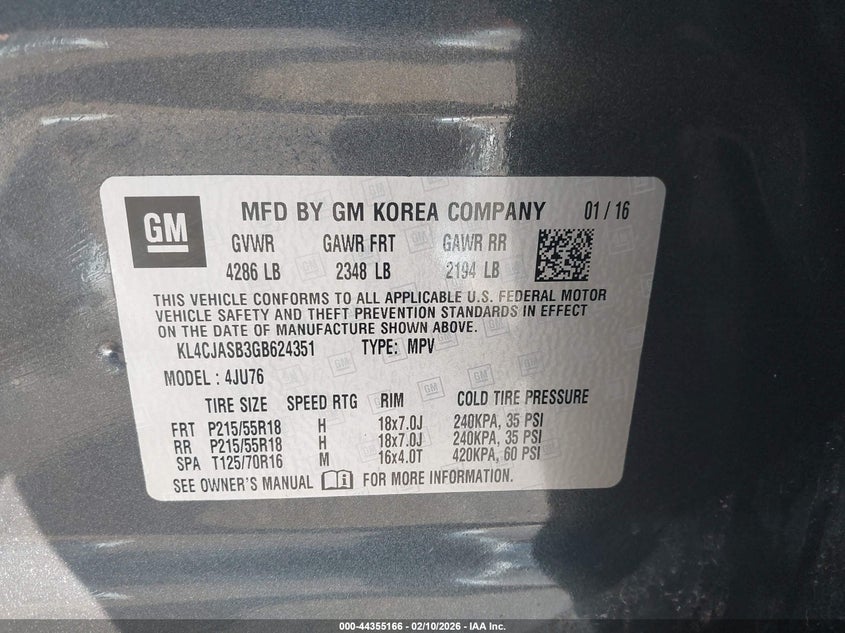 GM MFD BY GM KOREA COMPANY 01 / 16
GVWR GAWR FRT GAWR RR
4286 LB 2348 LB 2194 LB
THIS VEHICLE CONFORMS TO ALL APPLICABLE U.S. FEDERAL MOTOR
VEHICLE SAFETY AND THEFT PREVENTION STANDARDS IN EFFECT
ON THE DATE OF MANUFACTURE SHOWN ABOVE.
KL4CJASB3GB624351 TYPE: MPV
MODEL : 4JU76
TIRE SIZE SPEED RTG RIM COLD TIRE PRESSURE
FRT P215/55R18 H 18x7.0J 240KPA, 35 PSI
RR P215/55R18 H 18x7.0J 240KPA, 35 PSI
SPA T125/70R16 M 16x4.0T 420KPA, 60 PSI
SEE OWNER'S MANUAL FOR MORE INFORMATION.
000-44355166 - 02/10/2026 - IAA Inc.